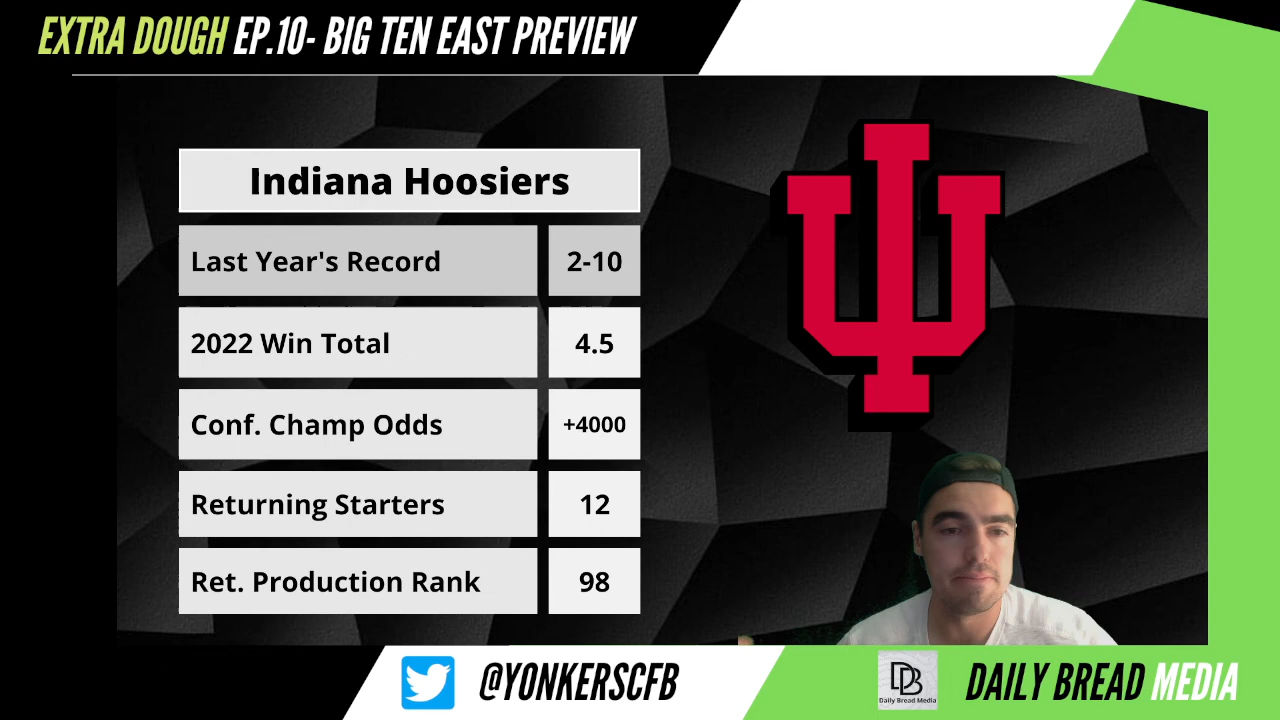 EXTRA DOUGH EP.10- BIG TEN EAST PREVIEW
Indiana Hoosiers
Last Year's Record 2-10
2022 Win Total 4.5
Conf. Champ Odds +4000
Returning Starters 12
Ret. Production Rank 98
@YONKERSCFB
DB
Daily Bread Media
DAILY BREAD MEDIA